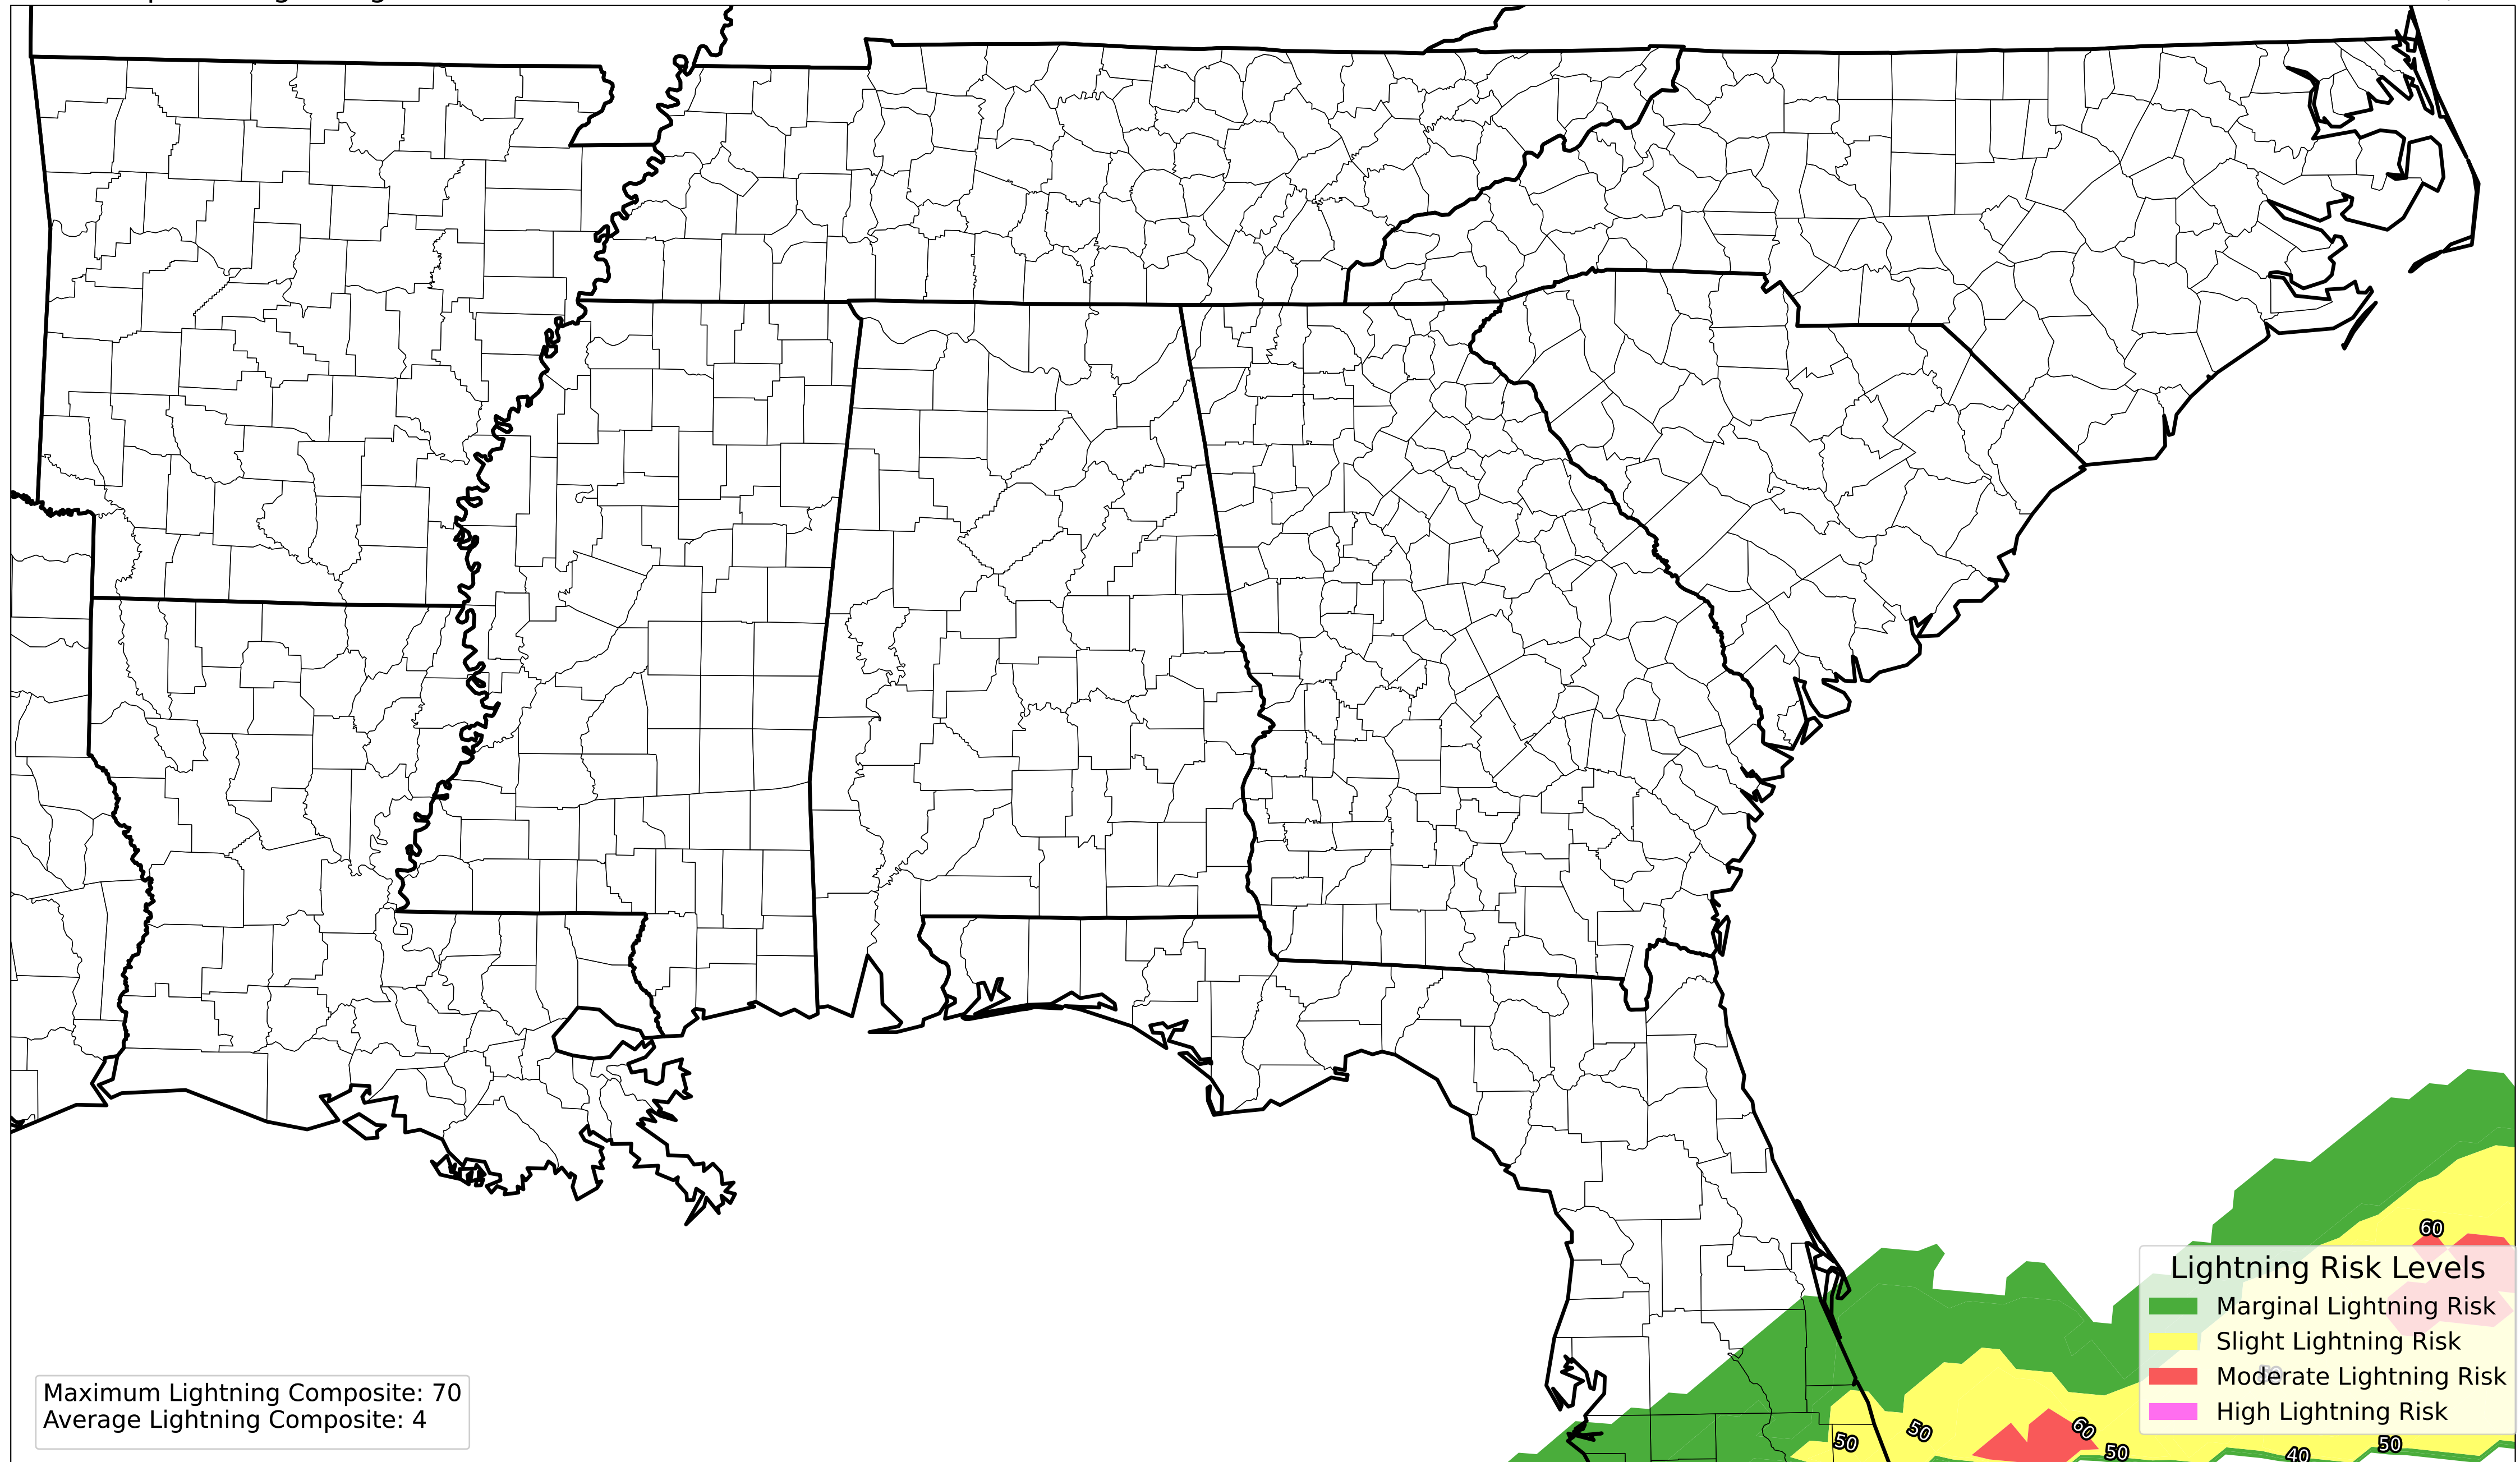 60
Lightning Risk Levels
Marginal Lightning Risk
Slight Lightning Risk
Moderate Lightning Risk
High Lightning Risk
Maximum Lightning Composite: 70
Average Lightning Composite: 4
50
50
60
50
40
50